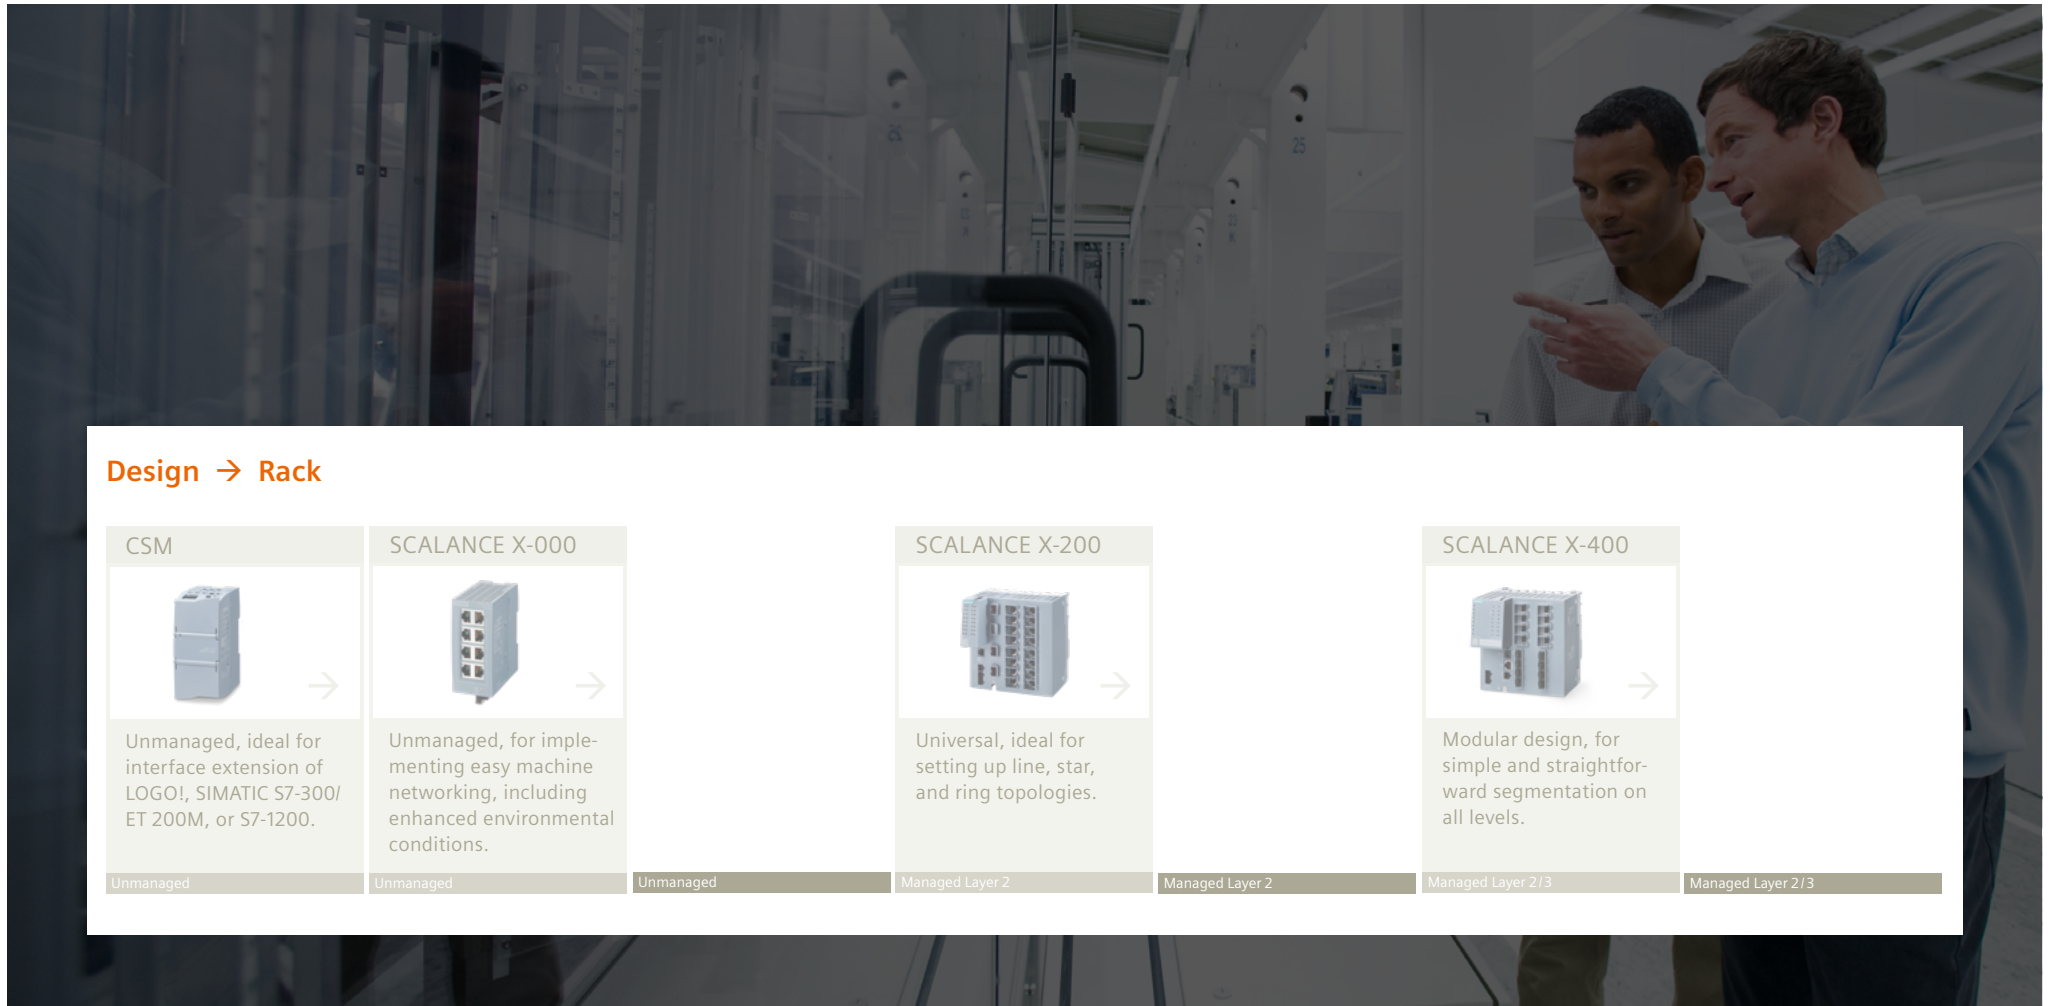 Design → Rack
CSM
Unmanaged, ideal for
interface extension of
LOGO!, SIMATIC S7-300/
ET 200M, or S7-1200.
Unmanaged
SCALANCE X-000
Unmanaged, for imple-
menting easy machine
networking, including
enhanced environmental
conditions.
Unmanaged
Unmanaged
SCALANCE X-200
Universal, ideal for
setting up line, star,
and ring topologies.
Managed Layer 2
Managed Layer 2
SCALANCE X-400
Modular design, for
simple and straightfor-
ward segmentation on
all levels.
Managed Layer 2/3
Managed Layer 2/3
25
25